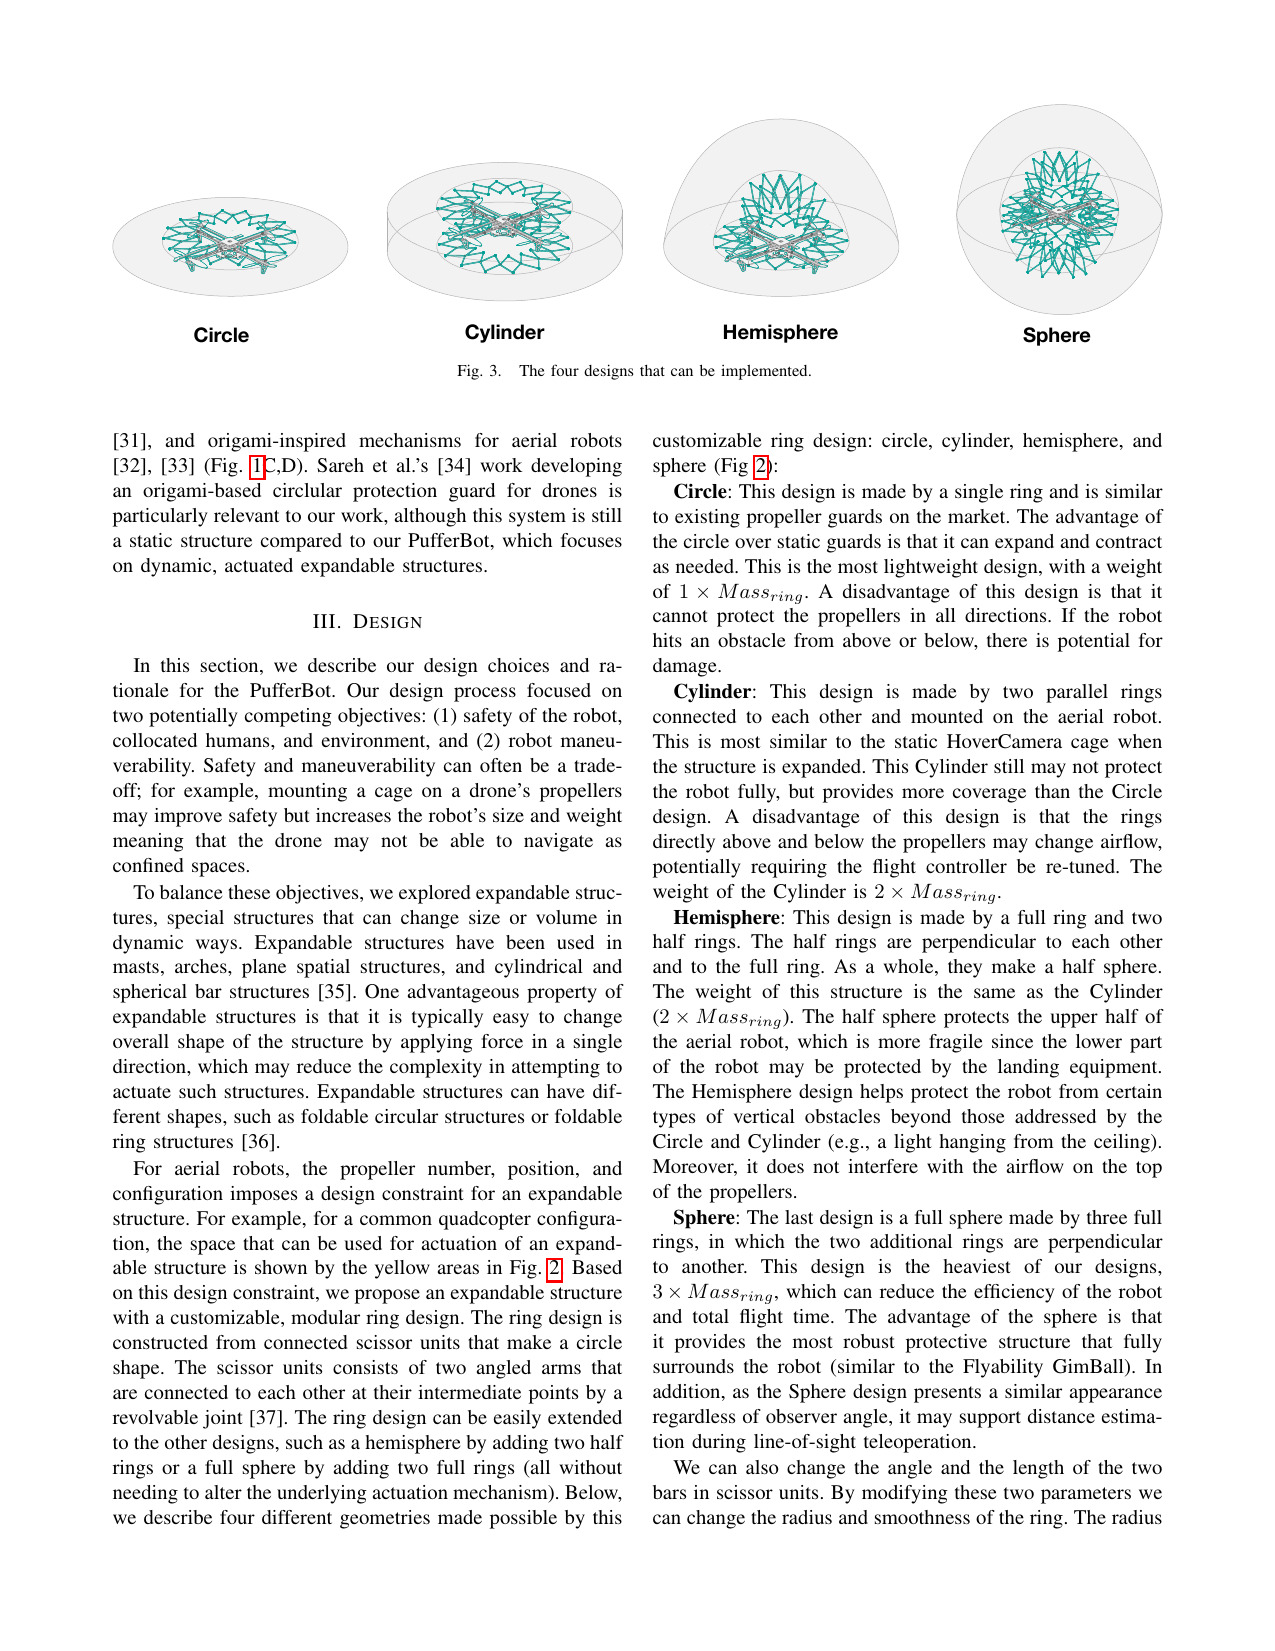 Circle
Cylinder
Hemisphere
Sphere
Fig. 3. The four designs that can be implemented.
[31], and origami-inspired mechanisms for aerial robots
[32], [33] (Fig. 1C,D). Sareh et al.'s [34] work developing
an origami-based circlular protection guard for drones is
particularly relevant to our work, although this system is still
a static structure compared to our PufferBot, which focuses
on dynamic, actuated expandable structures.
III. DESIGN
In this section, we describe our design choices and ra-
tionale for the PufferBot. Our design process focused on
two potentially competing objectives: (1) safety of the robot,
collocated humans, and environment, and (2) robot maneu-
verability. Safety and maneuverability can often be a trade-
off; for example, mounting a cage on a drone's propellers
may improve safety but increases the robot's size and weight
meaning that the drone may not be able to navigate as
confined spaces.
To balance these objectives, we explored expandable struc-
tures, special structures that can change size or volume in
dynamic ways. Expandable structures have been used in
masts, arches, plane spatial structures, and cylindrical and
spherical bar structures [35]. One advantageous property of
expandable structures is that it is typically easy to change
overall shape of the structure by applying force in a single
direction, which may reduce the complexity in attempting to
actuate such structures. Expandable structures can have dif-
ferent shapes, such as foldable circular structures or foldable
ring structures [36].
For aerial robots, the propeller number, position, and
configuration imposes a design constraint for an expandable
structure. For example, for a common quadcopter configura-
tion, the space that can be used for actuation of an expand-
able structure is shown by the yellow areas in Fig. 2. Based
on this design constraint, we propose an expandable structure
with a customizable, modular ring design. The ring design is
constructed from connected scissor units that make a circle
shape. The scissor units consists of two angled arms that
are connected to each other at their intermediate points by a
revolvable joint [37]. The ring design can be easily extended
to the other designs, such as a hemisphere by adding two half
rings or a full sphere by adding two full rings (all without
needing to alter the underlying actuation mechanism). Below,
we describe four different geometries made possible by this
customizable ring design: circle, cylinder, hemisphere, and
sphere (Fig 2):
Circle: This design is made by a single ring and is similar
to existing propeller guards on the market. The advantage of
the circle over static guards is that it can expand and contract
as needed. This is the most lightweight design, with a weight
of 1 × Mass_ring. A disadvantage of this design is that it
cannot protect the propellers in all directions. If the robot
hits an obstacle from above or below, there is potential for
damage.
Cylinder: This design is made by two parallel rings
connected to each other and mounted on the aerial robot.
This is most similar to the static HoverCamera cage when
the structure is expanded. This Cylinder still may not protect
the robot fully, but provides more coverage than the Circle
design. A disadvantage of this design is that the rings
directly above and below the propellers may change airflow,
potentially requiring the flight controller be re-tuned. The
weight of the Cylinder is 2 × Mass_ring.
Hemisphere: This design is made by a full ring and two
half rings. The half rings are perpendicular to each other
and to the full ring. As a whole, they make a half sphere.
The weight of this structure is the same as the Cylinder
(2 × Mass_ring). The half sphere protects the upper half of
the aerial robot, which is more fragile since the lower part
of the robot may be protected by the landing equipment.
The Hemisphere design helps protect the robot from certain
types of vertical obstacles beyond those addressed by the
Circle and Cylinder (e.g., a light hanging from the ceiling).
Moreover, it does not interfere with the airflow on the top
of the propellers.
Sphere: The last design is a full sphere made by three full
rings, in which the two additional rings are perpendicular
to another. This design is the heaviest of our designs,
3 × Mass_ring, which can reduce the efficiency of the robot
and total flight time. The advantage of the sphere is that
it provides the most robust protective structure that fully
surrounds the robot (similar to the Flyability GimBall). In
addition, as the Sphere design presents a similar appearance
regardless of observer angle, it may support distance estima-
tion during line-of-sight teleoperation.
We can also change the angle and the length of the two
bars in scissor units. By modifying these two parameters we
can change the radius and smoothness of the ring. The radius